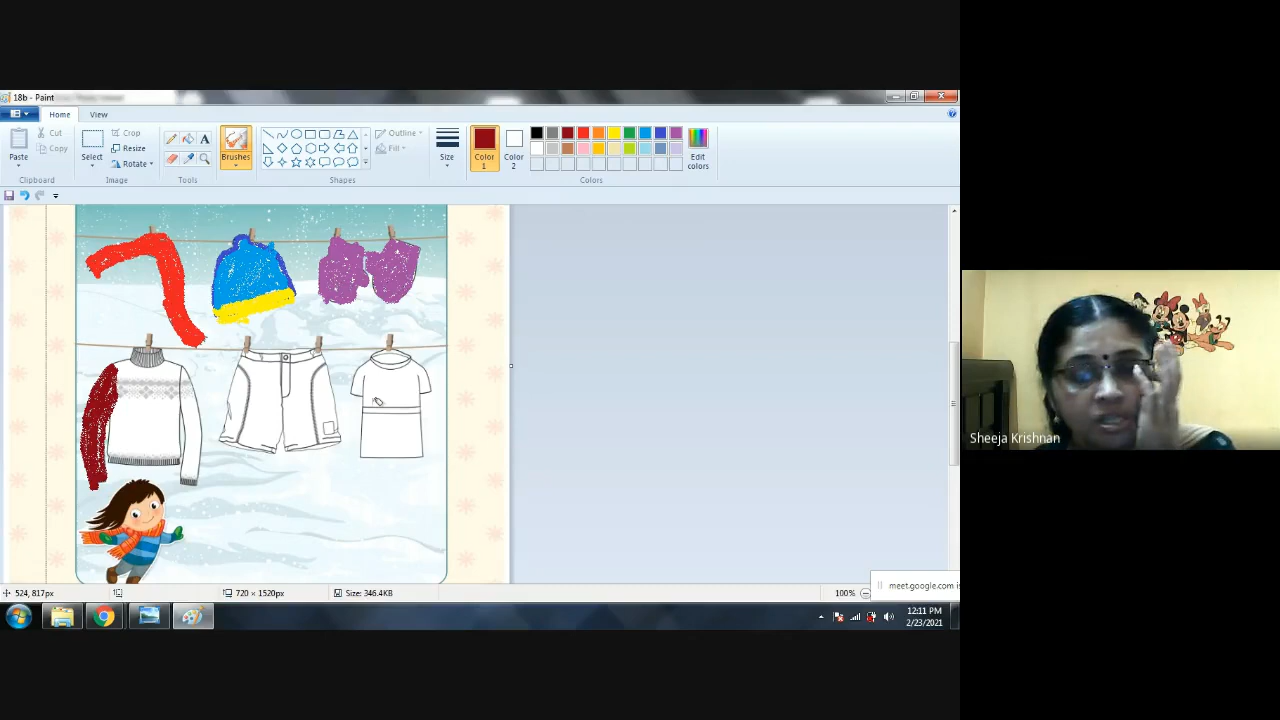 18b - Paint
Home View
Paste
Cut
Copy
Clipboard
Select
Crop
Resize
Rotate
Image
A
Tools
Brushes
Outline
Fill
Shapes
Size
Color 1
Color 2
Edit colors
Colors
524, 817px
720 × 1520px
Size: 346.4KB
100%
meet.google.com is
12:11 PM
2/23/2021
Sheeja Krishnan